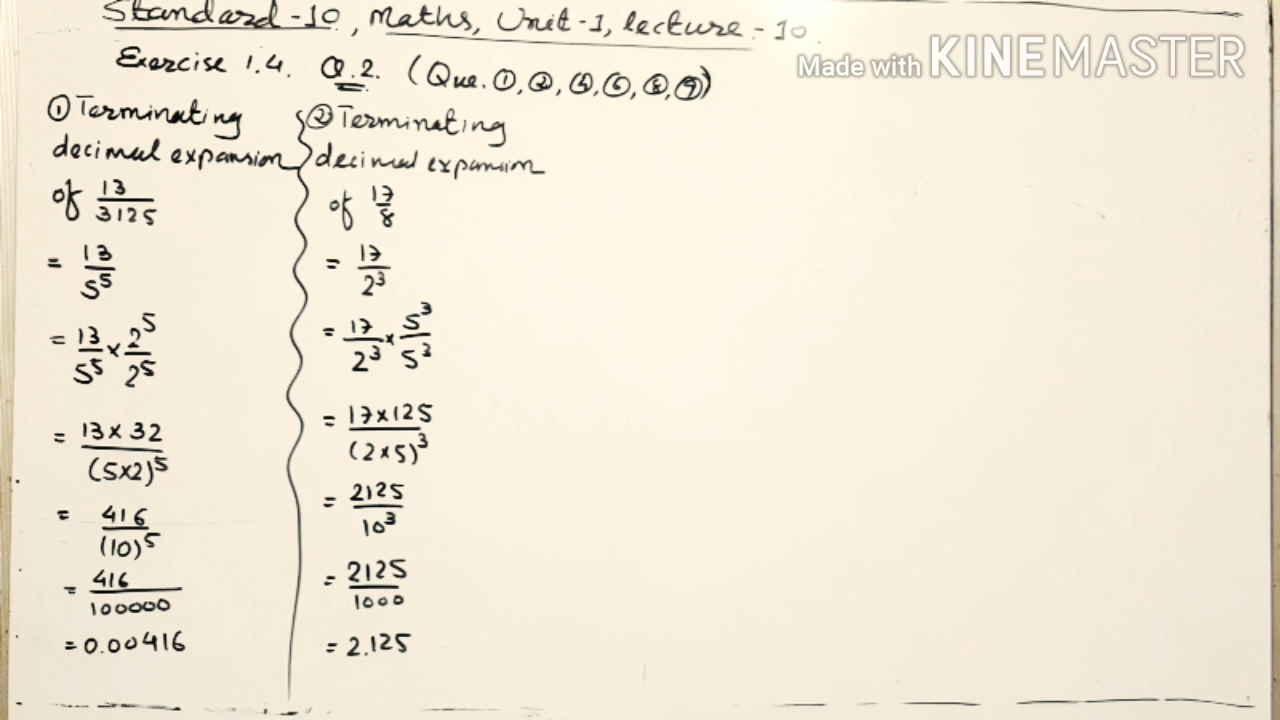 Standard -10, Maths, Unit -1, lecture - 10.
Made with KINEMASTER
Exercise 1.4. Q.2. (Que. ①, ②, ④, ⑥, ⑧, ⑨)
① Terminating
decimal expansion
of 13/3125
= 13/5⁵
= 13/5⁵ × 2⁵/2⁵
= 13 × 32/(5×2)⁵
= 416/(10)⁵
= 416/100000
= 0.00416
② Terminating
decimal expansion
of 17/8
= 17/2³
= 17/2³ × 5³/5³
= 17×125/(2×5)³
= 2125/10³
= 2125/1000
= 2.125